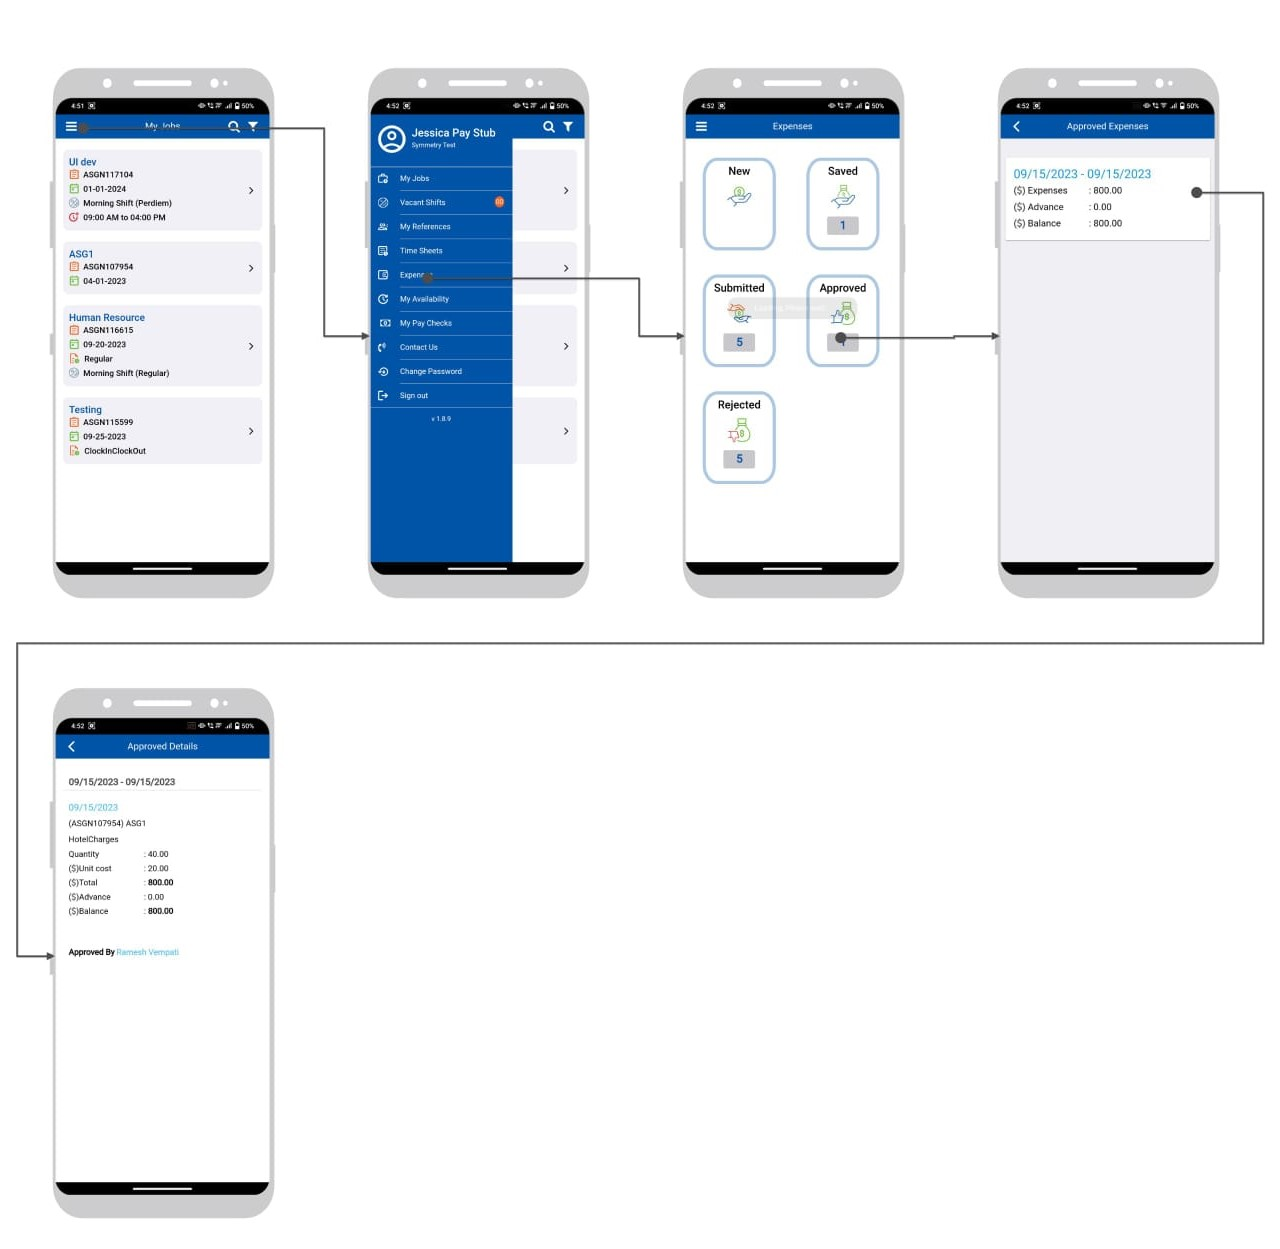 4:51
50%
My Jobs
UI dev
ASGN117104
01-01-2024
Morning Shift (Perdiem)
09:00 AM to 04:00 PM
ASG1
ASGN107954
04-01-2023
Human Resource
ASGN116615
09-20-2023
Regular
Morning Shift (Regular)
Testing
ASGN115599
09-25-2023
ClockInClockOut
4:52
50%
Jessica Pay Stub
Symmetry Test
My Jobs
Vacant Shifts
My References
Time Sheets
My Availability
My Pay Checks
Contact Us
Change Password
Sign out
v 1.8.9
4:52
50%
Expenses
New
Saved
1
Submitted
Approved
5
Rejected
5
4:52
50%
Approved Expenses
09/15/2023 - 09/15/2023
($) Expenses : 800.00
($) Advance : 0.00
($) Balance : 800.00
4:52
50%
Approved Details
09/15/2023 - 09/15/2023
09/15/2023
(ASGN107954) ASG1
HotelCharges
Quantity : 40.00
($)Unit cost : 20.00
($)Total : 800.00
($)Advance : 0.00
($)Balance : 800.00
Approved By Ramesh Vempati